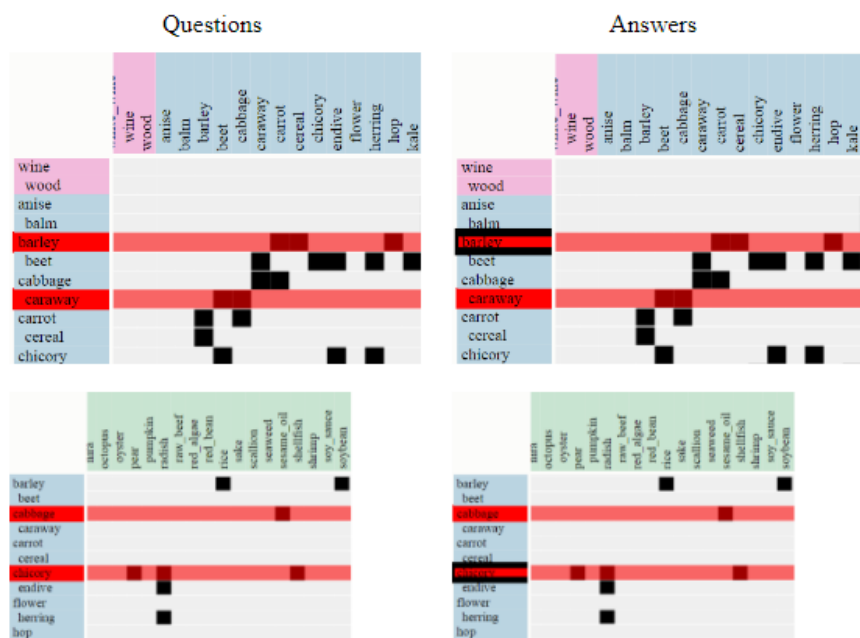 Questions
Answers
wine
wood
anise
balm
barley
beet
cabbage
caraway
carrot
cereal
chicory
endive
flower
herring
hop
kale
wine
wood
anise
balm
barley
beet
cabbage
caraway
carrot
cereal
chicory
wine
wood
anise
balm
barley
beet
cabbage
caraway
carrot
cereal
chicory
endive
flower
herring
hop
kale
wine
wood
anise
balm
barley
beet
cabbage
caraway
carrot
cereal
chicory
octopus
oyster
pear
pumpkin
radish
raw_beef
red_algae
red_bean
rice
sake
scallion
seaweed
sesame_oil
shellfish
shrimp
soy_sauce
soybean
barley
beet
cabbage
caraway
carrot
cereal
chicory
endive
flower
herring
hop
octopus
oyster
pear
pumpkin
radish
raw_beef
red_algae
red_bean
rice
sake
scallion
seaweed
sesame_oil
shellfish
shrimp
soy_sauce
soybean
barley
beet
cabbage
caraway
carrot
cereal
chicory
endive
flower
herring
hop